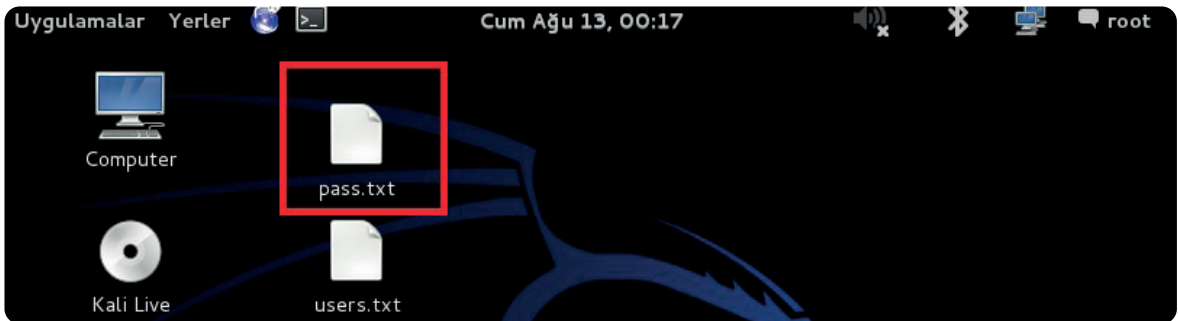 Uygulamalar Yerler Cum Ağu 13, 00:17 root
Computer
pass.txt
Kali Live
users.txt